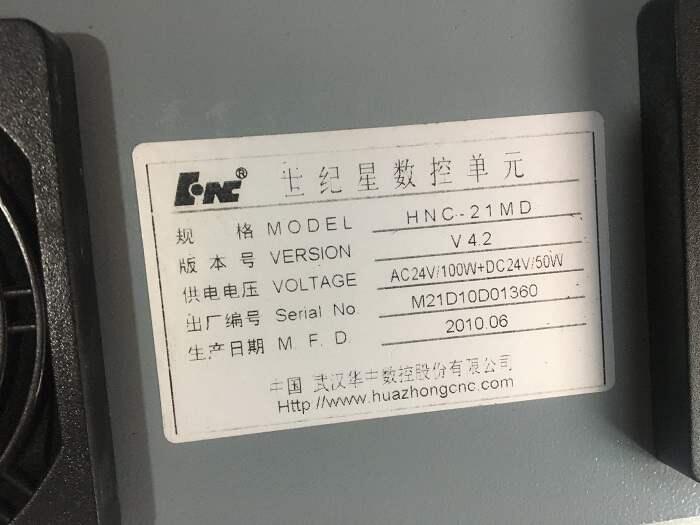 HNC® 世纪星数控单元
规格 MODEL HNC-21MD
版本号 VERSION V 4.2
供电电压 VOLTAGE AC24V/100W+DC24V/50W
出厂编号 Serial No. M21D10D01360
生产日期 M. F. D. 2010.06
中国 武汉华中数控股份有限公司
Http://www.huazhongcnc.com